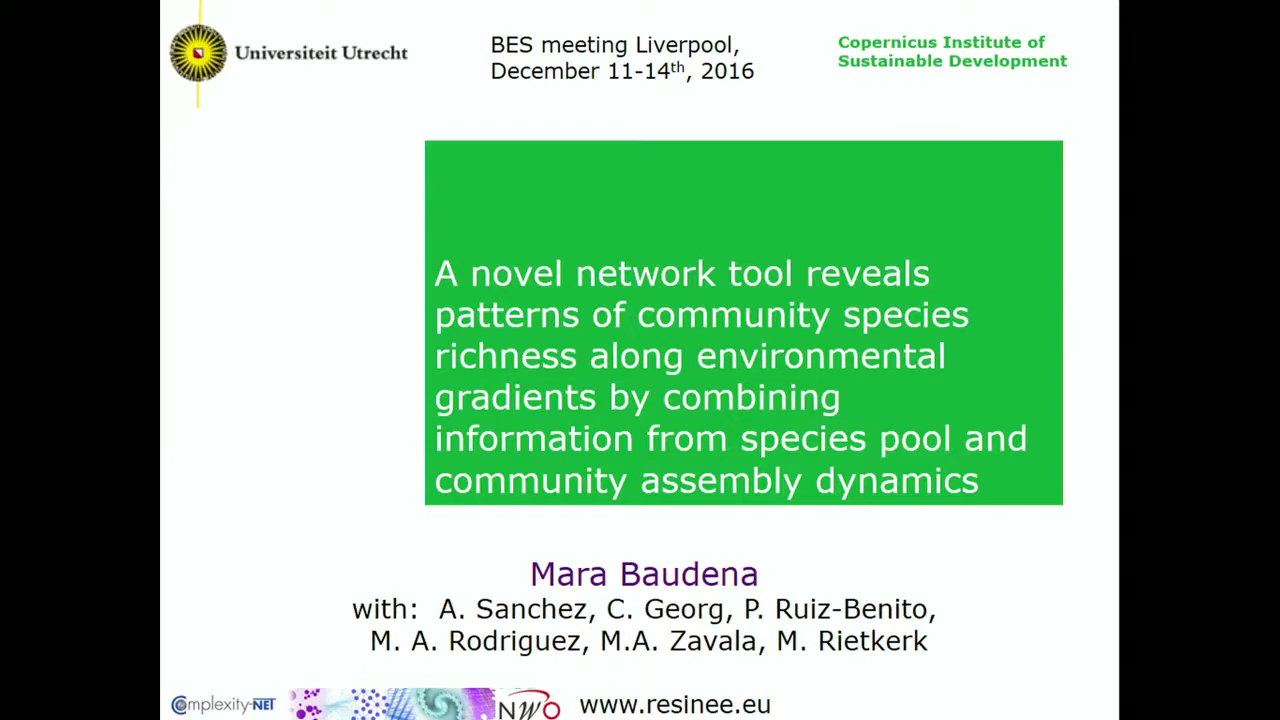 Universiteit Utrecht
BES meeting Liverpool,
December 11-14th, 2016
Copernicus Institute of
Sustainable Development
A novel network tool reveals
patterns of community species
richness along environmental
gradients by combining
information from species pool and
community assembly dynamics
Mara Baudena
with: A. Sanchez, C. Georg, P. Ruiz-Benito,
M. A. Rodriguez, M.A. Zavala, M. Rietkerk
Complexity-NET
NWO
www.resinee.eu